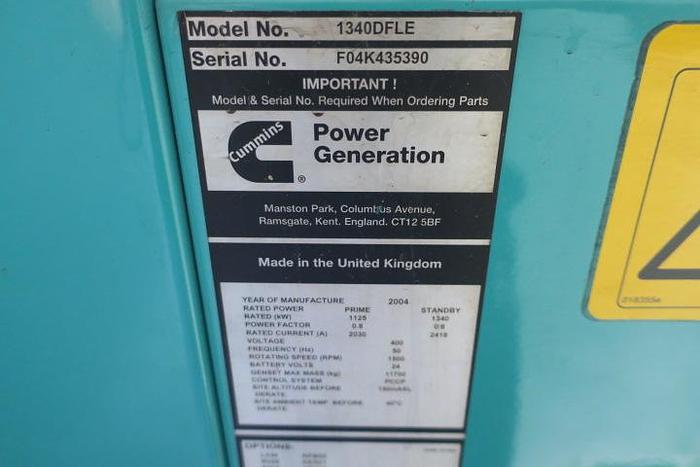 Model No. 1340DFLE
Serial No. F04K435390
IMPORTANT !
Model & Serial No. Required When Ordering Parts
Cummins
®
Power
Generation
Manston Park, Columbus Avenue,
Ramsgate, Kent. England. CT12 5BF
Made in the United Kingdom
YEAR OF MANUFACTURE 2004
RATED POWER PRIME STANDBY
RATED (kW) 1125 1340
POWER FACTOR 0.8 0.8
RATED CURRENT (A) 2030 2418
VOLTAGE 400
FREQUENCY (Hz) 50
ROTATING SPEED (RPM) 1500
BATTERY VOLTS 24
GENSET MAX MASS (kg) 11700
CONTROL SYSTEM PCCP
SITE ALTITUDE BEFORE
DERATE
SITE AMBIENT TEMP BEFORE 40°C
DERATE
OPTIONS